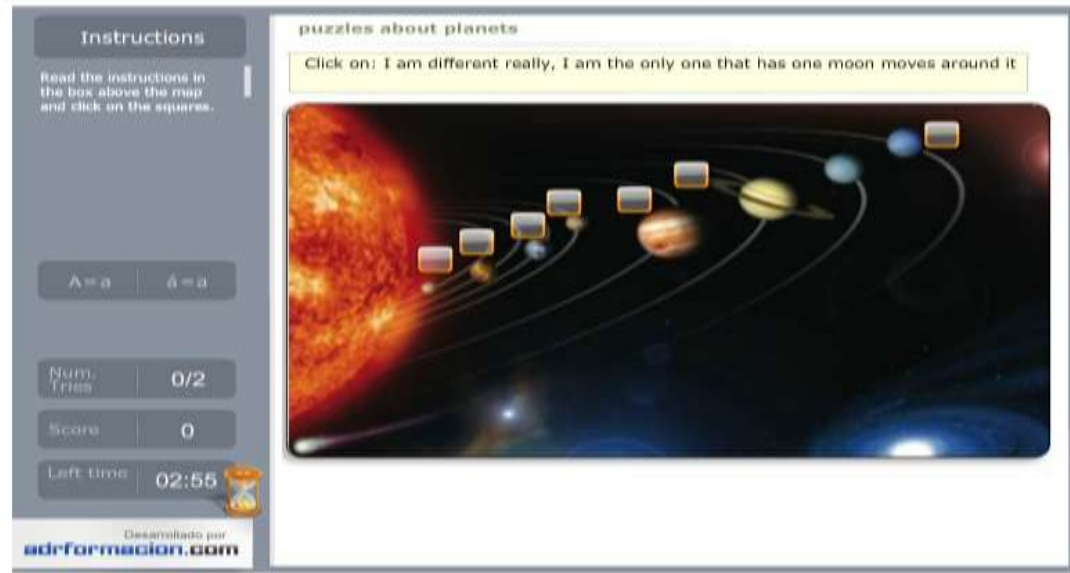 Instructions
Read the instructions in
the box above the map
and click on the squares.
A=a
á=a
Num.
Tries
0/2
Score
0
Left time
02:55
Desarrollado por
adrformacion.com
puzzles about planets
Click on: I am different really, I am the only one that has one moon moves around it